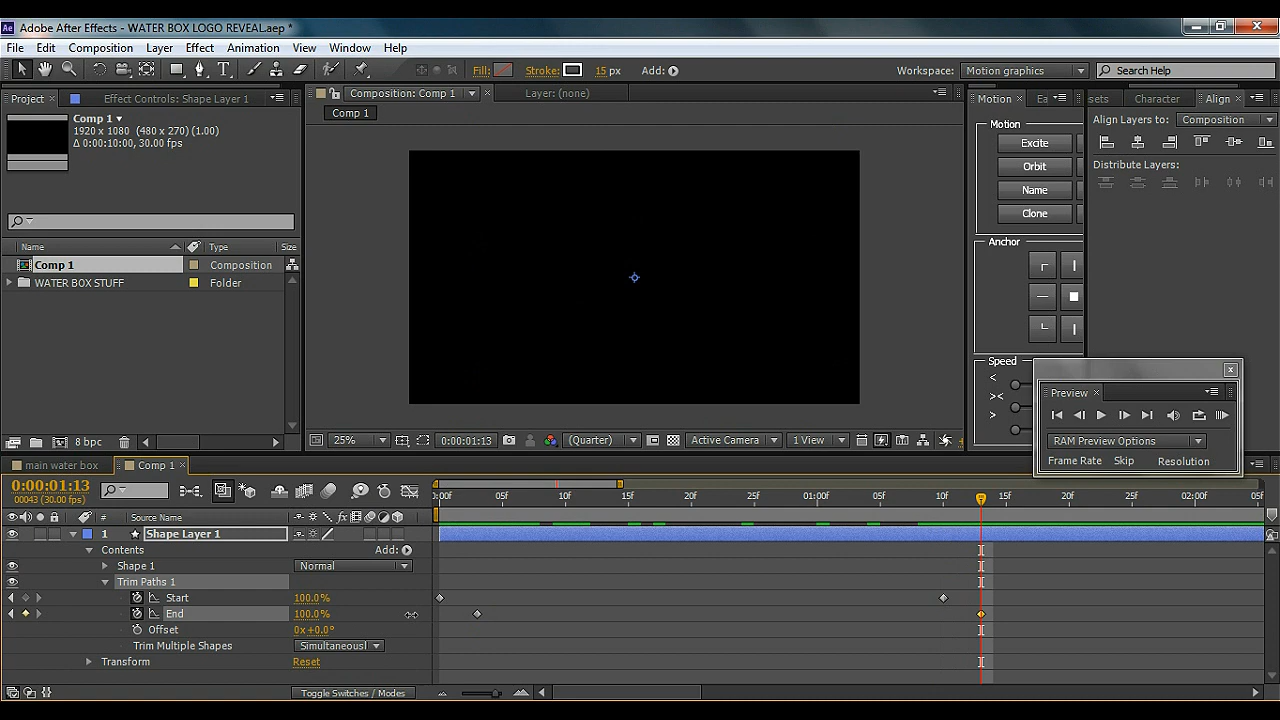 Adobe After Effects - WATER BOX LOGO REVEAL.aep *
File Edit Composition Layer Effect Animation View Window Help
Fill: Stroke: 15 px Add: Workspace: Motion graphics Search Help
Project Effect Controls: Shape Layer 1
Composition: Comp 1 Layer: (none)
Motion Ea sets Character Align
Comp 1
1920 x 1080 (480 x 270) (1.00)
Δ 0:00:10:00, 30.00 fps
Comp 1
Motion
Excite
Orbit
Name
Clone
Anchor
Speed
<
><
>
Align Layers to: Composition
Distribute Layers:
Name Type Size
Comp 1 Composition
WATER BOX STUFF Folder
Preview
RAM Preview Options
Frame Rate Skip Resolution
8 bpc
25% 0:00:01:13 (Quarter) Active Camera 1 View
main water box Comp 1
0:00:01:13
00043 (30.00 fps)
:00f 05f 10f 15f 20f 25f 01:00f 05f 10f 15f 20f 25f 02:00f 05f
# Source Name
1 Shape Layer 1
Contents Add:
Shape 1 Normal
Trim Paths 1
Start 100.0%
End 100.0%
Offset 0x+0.0°
Trim Multiple Shapes Simultaneousl
Transform Reset
Toggle Switches / Modes